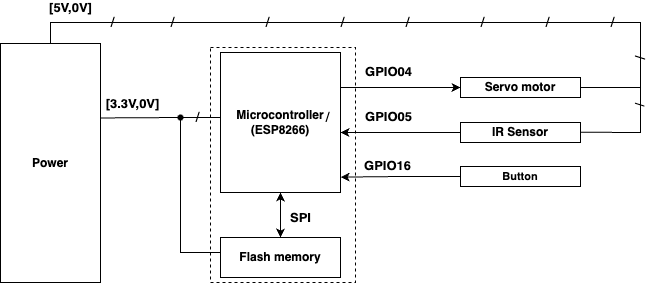 [5V,0V]
GPIO04
Servo motor
[3.3V,0V]
Microcontroller/
(ESP8266)
GPIO05
IR Sensor
Power
GPIO16
Button
SPI
Flash memory